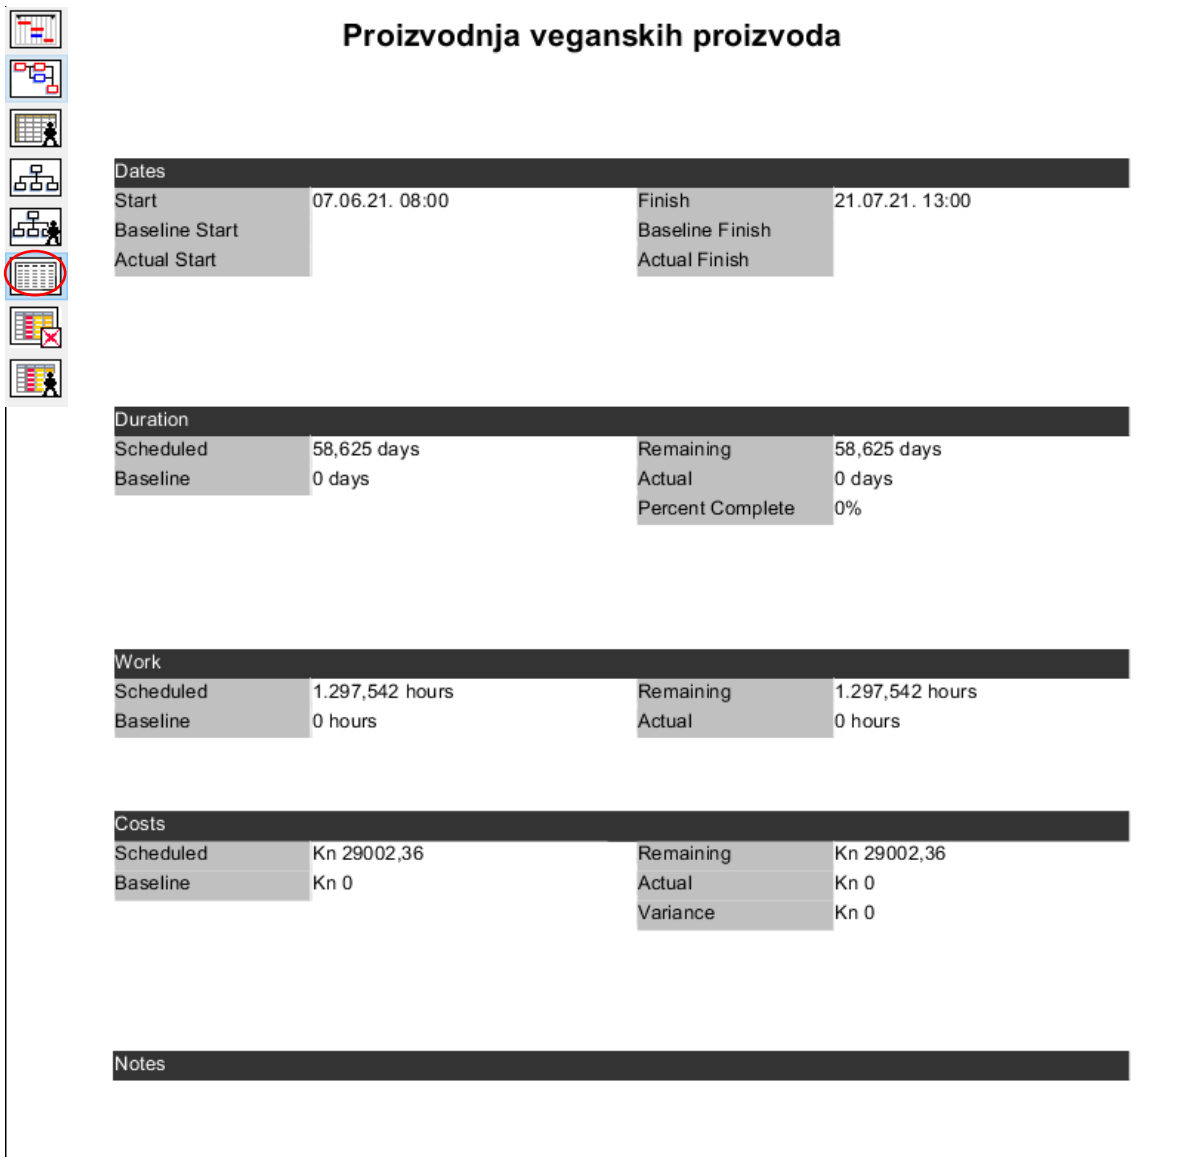 Proizvodnja veganskih proizvoda
Dates
Start 07.06.21. 08:00 Finish 21.07.21. 13:00
Baseline Start Baseline Finish
Actual Start Actual Finish
Duration
Scheduled 58,625 days Remaining 58,625 days
Baseline 0 days Actual 0 days
Percent Complete 0%
Work
Scheduled 1.297,542 hours Remaining 1.297,542 hours
Baseline 0 hours Actual 0 hours
Costs
Scheduled Kn 29002,36 Remaining Kn 29002,36
Baseline Kn 0 Actual Kn 0
Variance Kn 0
Notes